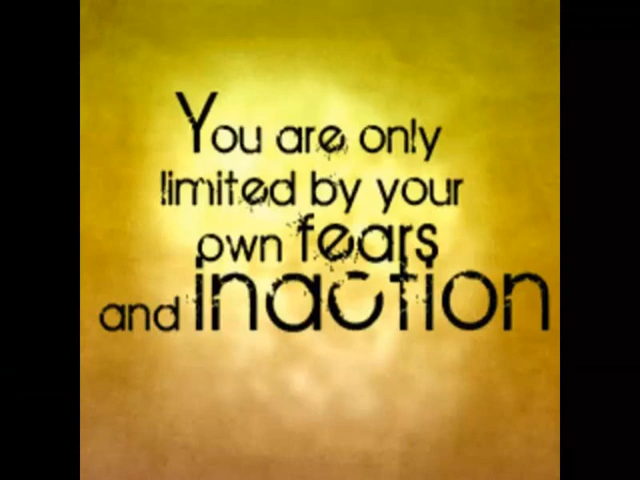 You are only
limited by your
own fears
and inaction